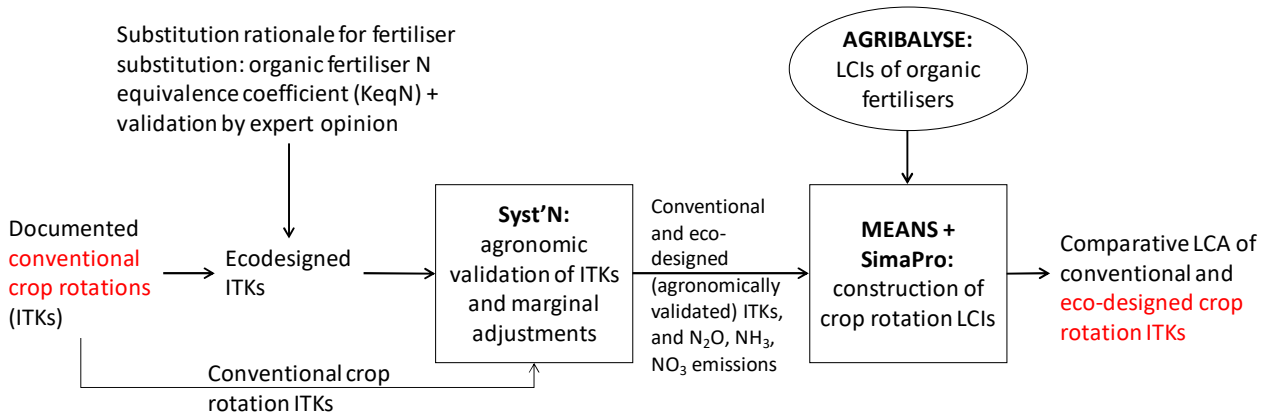 Substitution rationale for fertiliser
substitution: organic fertiliser N
equivalence coefficient (KeqN) +
validation by expert opinion
AGRIBALYSE:
LCIs of organic
fertilisers
Documented
conventional
crop rotations
(ITKs)
Ecodesigned
ITKs
Syst’N:
agronomic
validation of ITKs
and marginal
adjustments
Conventional
and eco-
designed
(agronomically
validated) ITKs,
and N₂O, NH₃,
NO₃ emissions
MEANS +
SimaPro:
construction of
crop rotation LCIs
Comparative LCA of
conventional and
eco-designed crop
rotation ITKs
Conventional crop
rotation ITKs